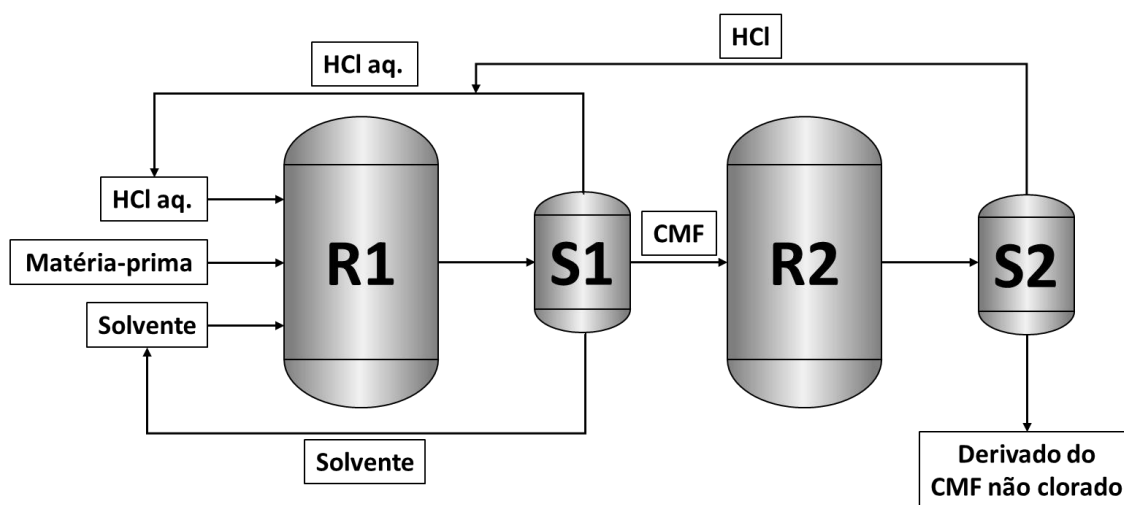 HCl
HCl aq.
HCl aq.
Matéria-prima
Solvente
R1
S1
CMF
R2
S2
Solvente
Derivado do
CMF não clorado